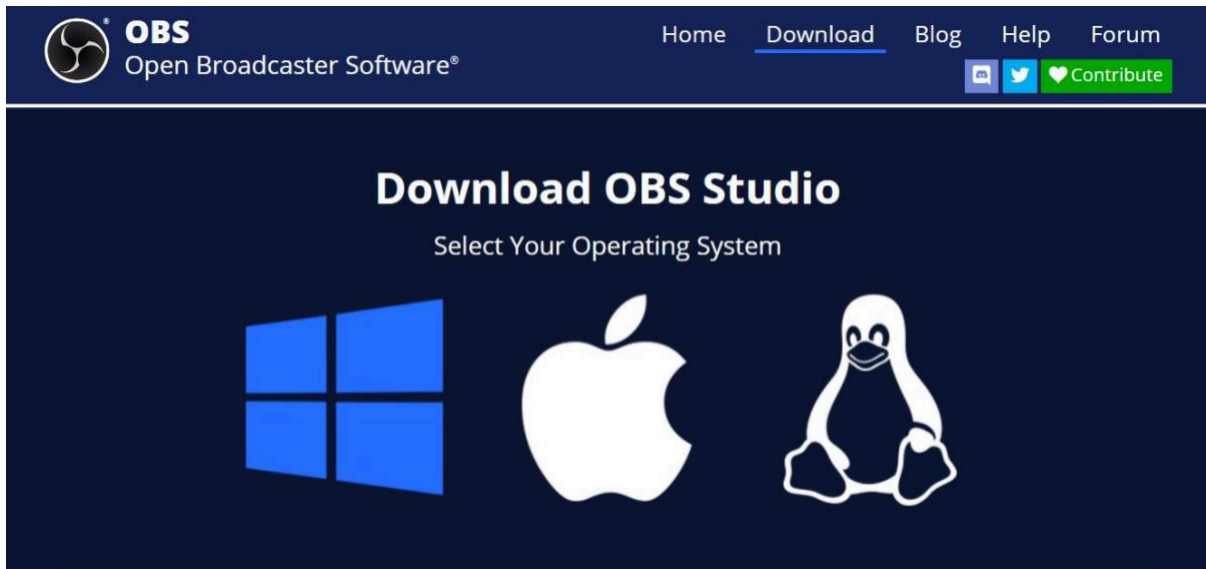 OBS
Open Broadcaster Software®
Home Download Blog Help Forum
Contribute
Download OBS Studio
Select Your Operating System